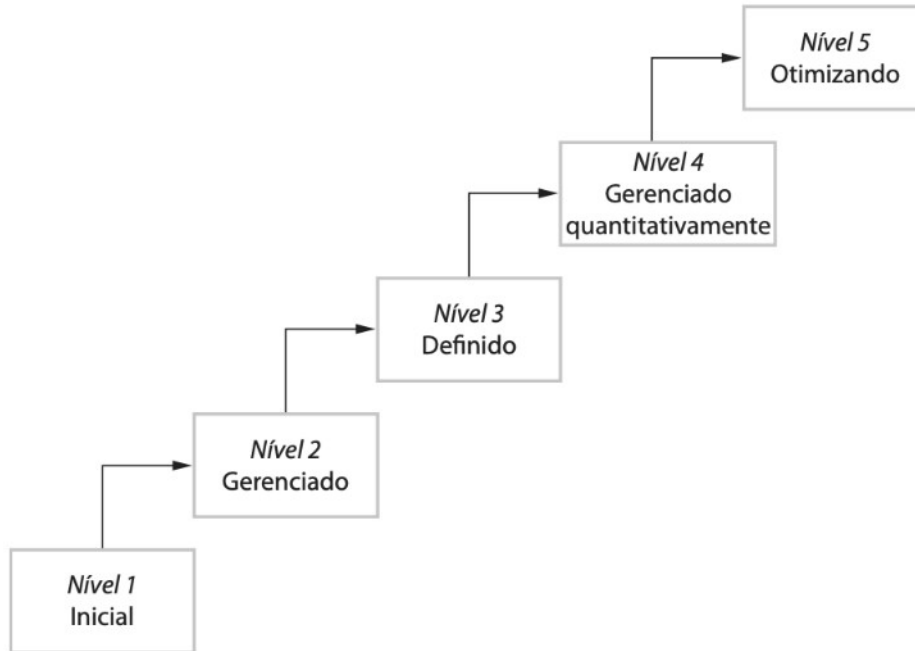 Nível 5
Otimizando
Nível 4
Gerenciado
quantitativamente
Nível 3
Definido
Nível 2
Gerenciado
Nível 1
Inicial